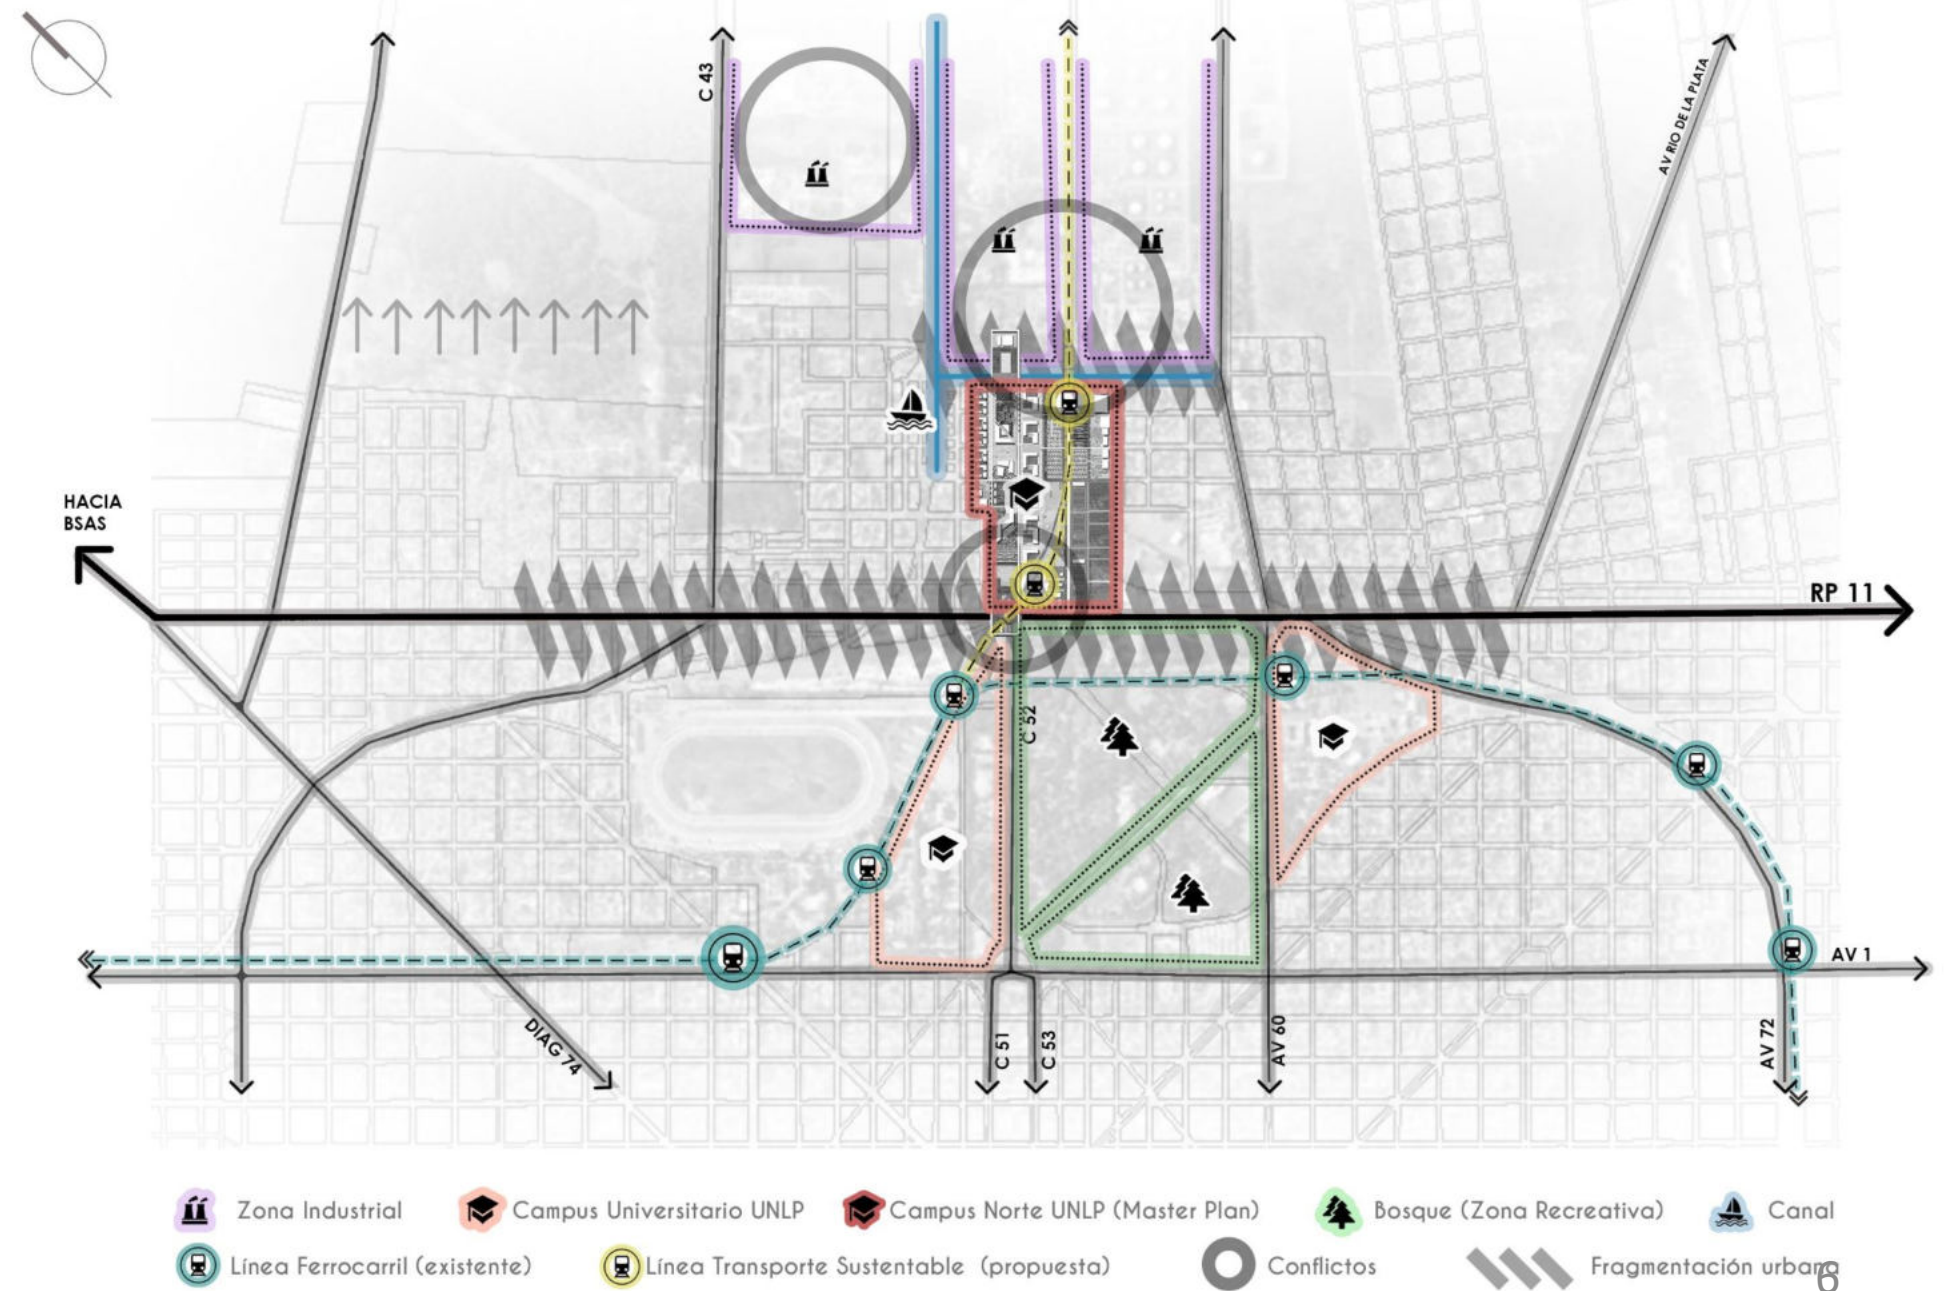 C 43
AV RIO DE LA PLATA
HACIA
BSAS
RP 11
C 52
AV 1
DIAG 74
C 51
C 53
AV 60
AV 72
Zona Industrial
Campus Universitario UNLP
Campus Norte UNLP (Master Plan)
Bosque (Zona Recreativa)
Canal
Línea Ferrocarril (existente)
Línea Transporte Sustentable (propuesta)
Conflictos
Fragmentación urbana
6